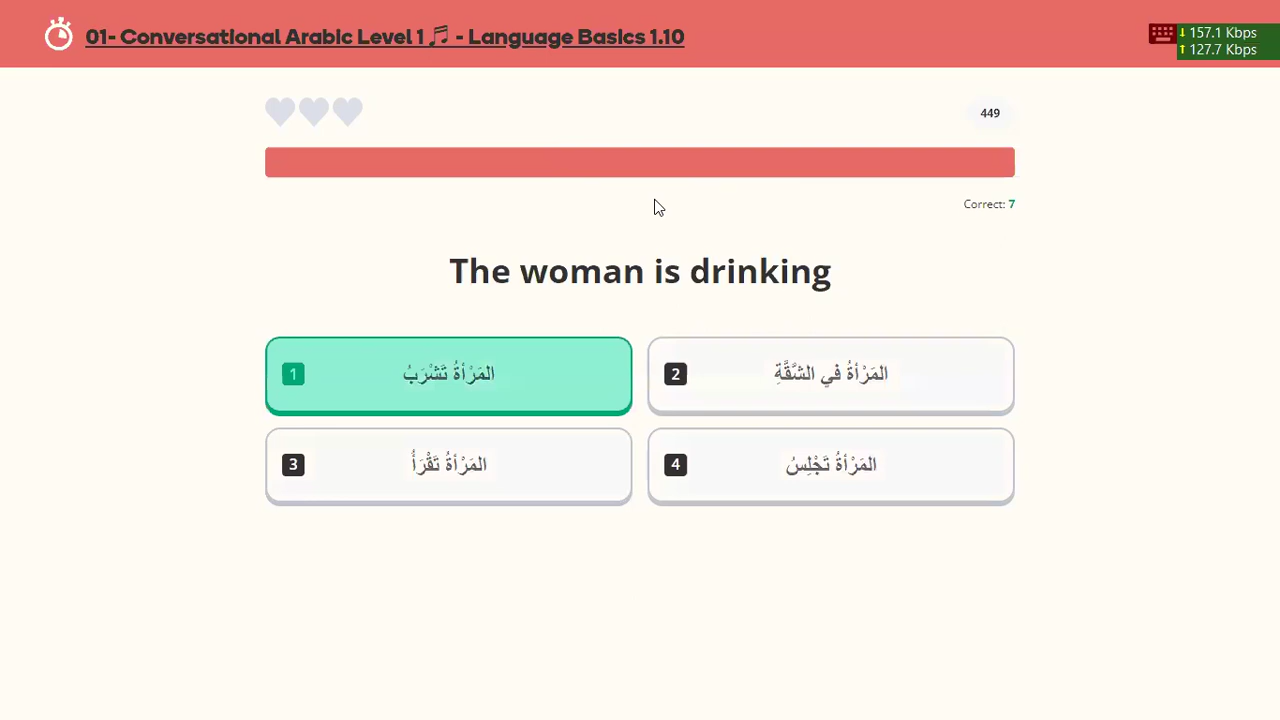 01- Conversational Arabic Level 1 🎵 - Language Basics 1.10
↓ 157.1 Kbps
↑ 127.7 Kbps
449
Correct: 7
The woman is drinking
1 المَرْأةُ تَشْرَبُ
2 المَرْأةُ في الشَّقَّةِ
3 المَرْأةُ تَقْرَأُ
4 المَرْأةُ تَجْلِسُ